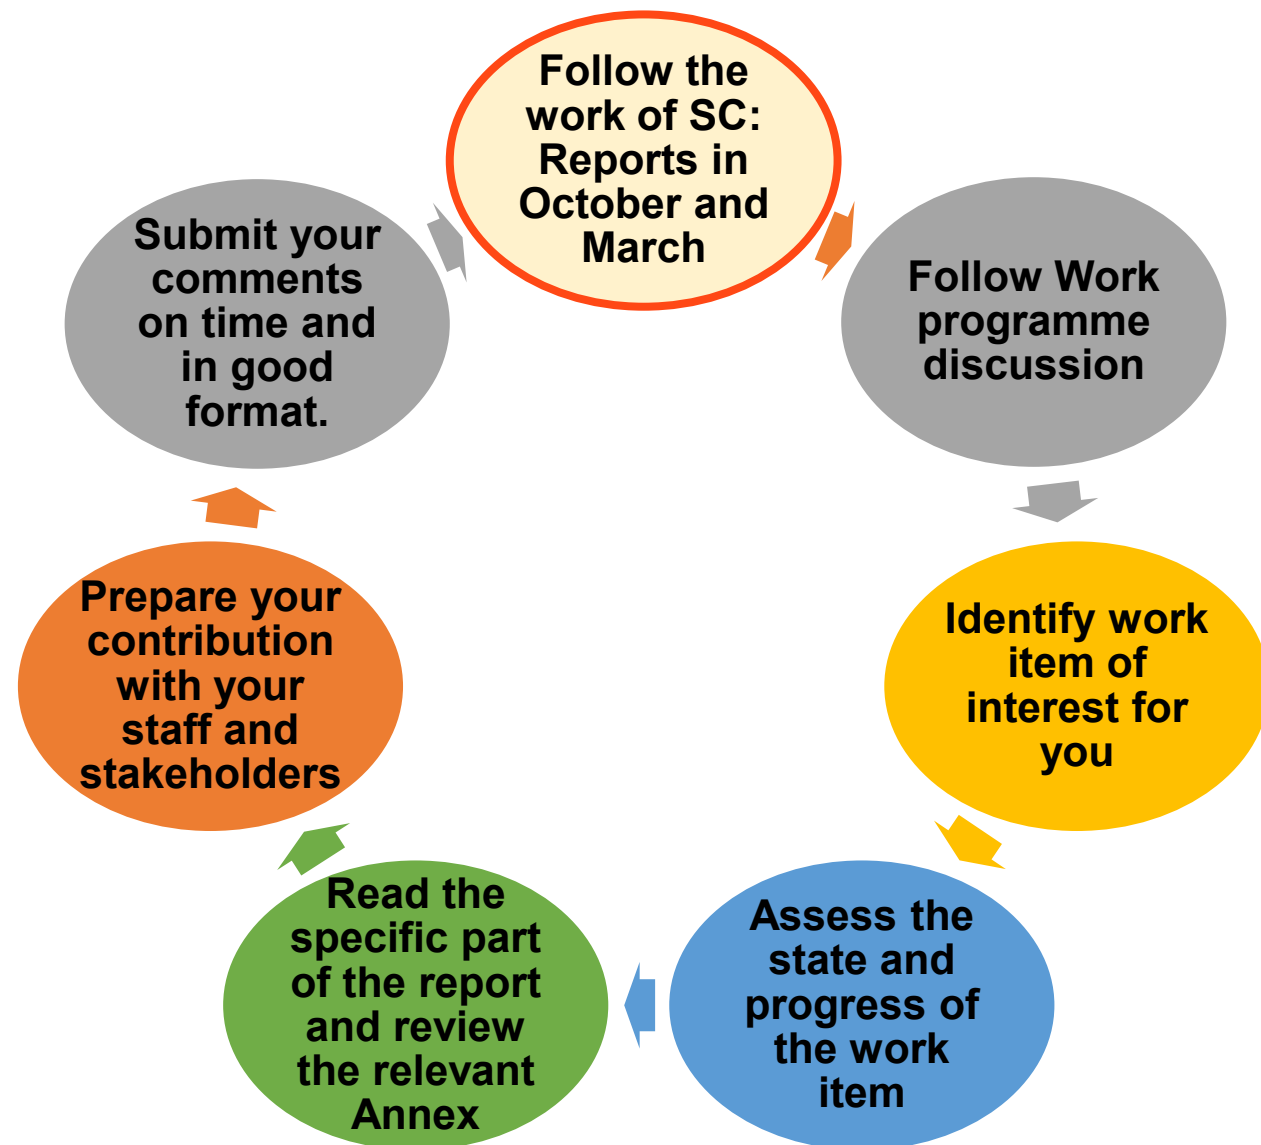 Follow the
work of SC:
Reports in
October and
March
Follow Work
programme
discussion
Identify work
item of
interest for
you
Assess the
state and
progress of
the work
item
Read the
specific part
of the report
and review
the relevant
Annex
Prepare your
contribution
with your
staff and
stakeholders
Submit your
comments
on time and
in good
format.